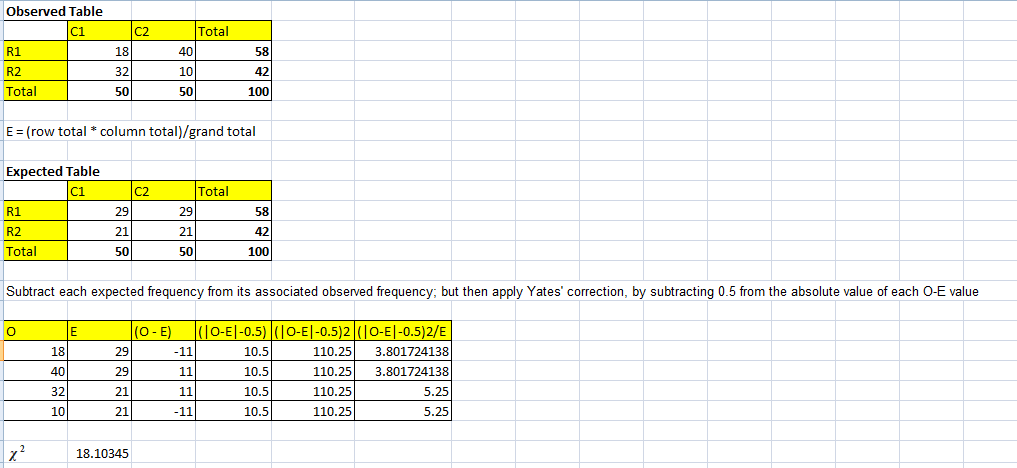 Observed Table
C1 C2 Total
R1 18 40 58
R2 32 10 42
Total 50 50 100
E = (row total * column total)/grand total
Expected Table
C1 C2 Total
R1 29 29 58
R2 21 21 42
Total 50 50 100
Subtract each expected frequency from its associated observed frequency; but then apply Yates' correction, by subtracting 0.5 from the absolute value of each O-E value
O E (O - E) (|O-E|-0.5) (|O-E|-0.5)2 (|O-E|-0.5)2/E
18 29 -11 10.5 110.25 3.801724138
40 29 11 10.5 110.25 3.801724138
32 21 11 10.5 110.25 5.25
10 21 -11 10.5 110.25 5.25
χ² 18.10345